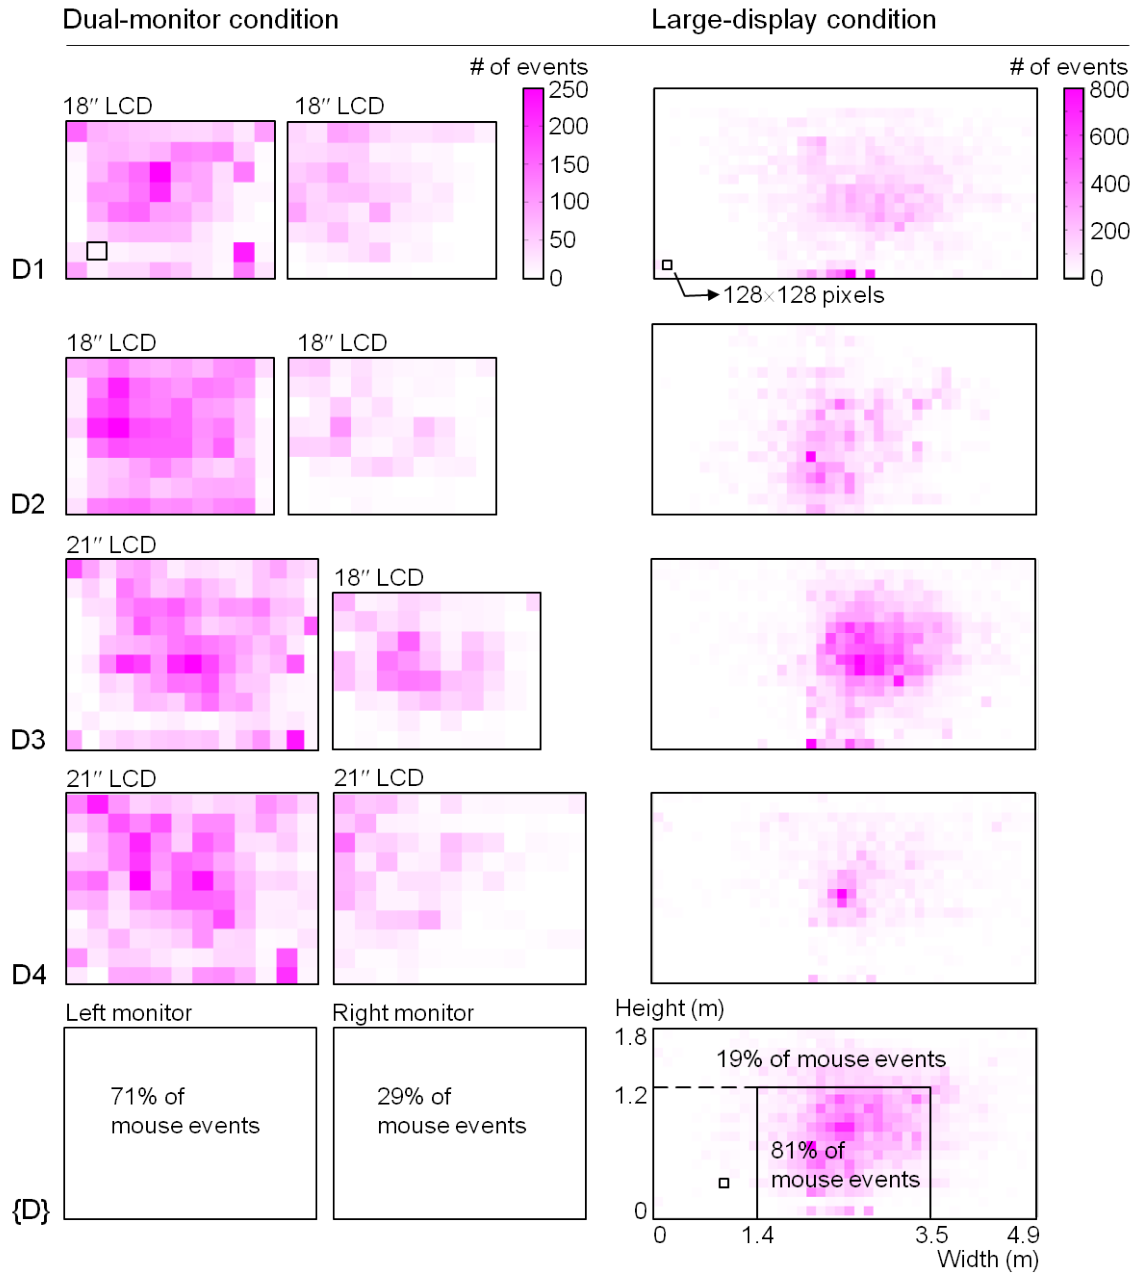 Dual-monitor condition
Large-display condition
# of events
# of events
18″ LCD
18″ LCD
250
200
150
100
50
0
800
600
400
200
0
D1
128×128 pixels
18″ LCD
18″ LCD
D2
21″ LCD
18″ LCD
D3
21″ LCD
21″ LCD
D4
Left monitor
Right monitor
Height (m)
1.8
19% of mouse events
1.2
71% of
mouse events
29% of
mouse events
81% of
mouse events
{D}
0
0
1.4
3.5
4.9
Width (m)